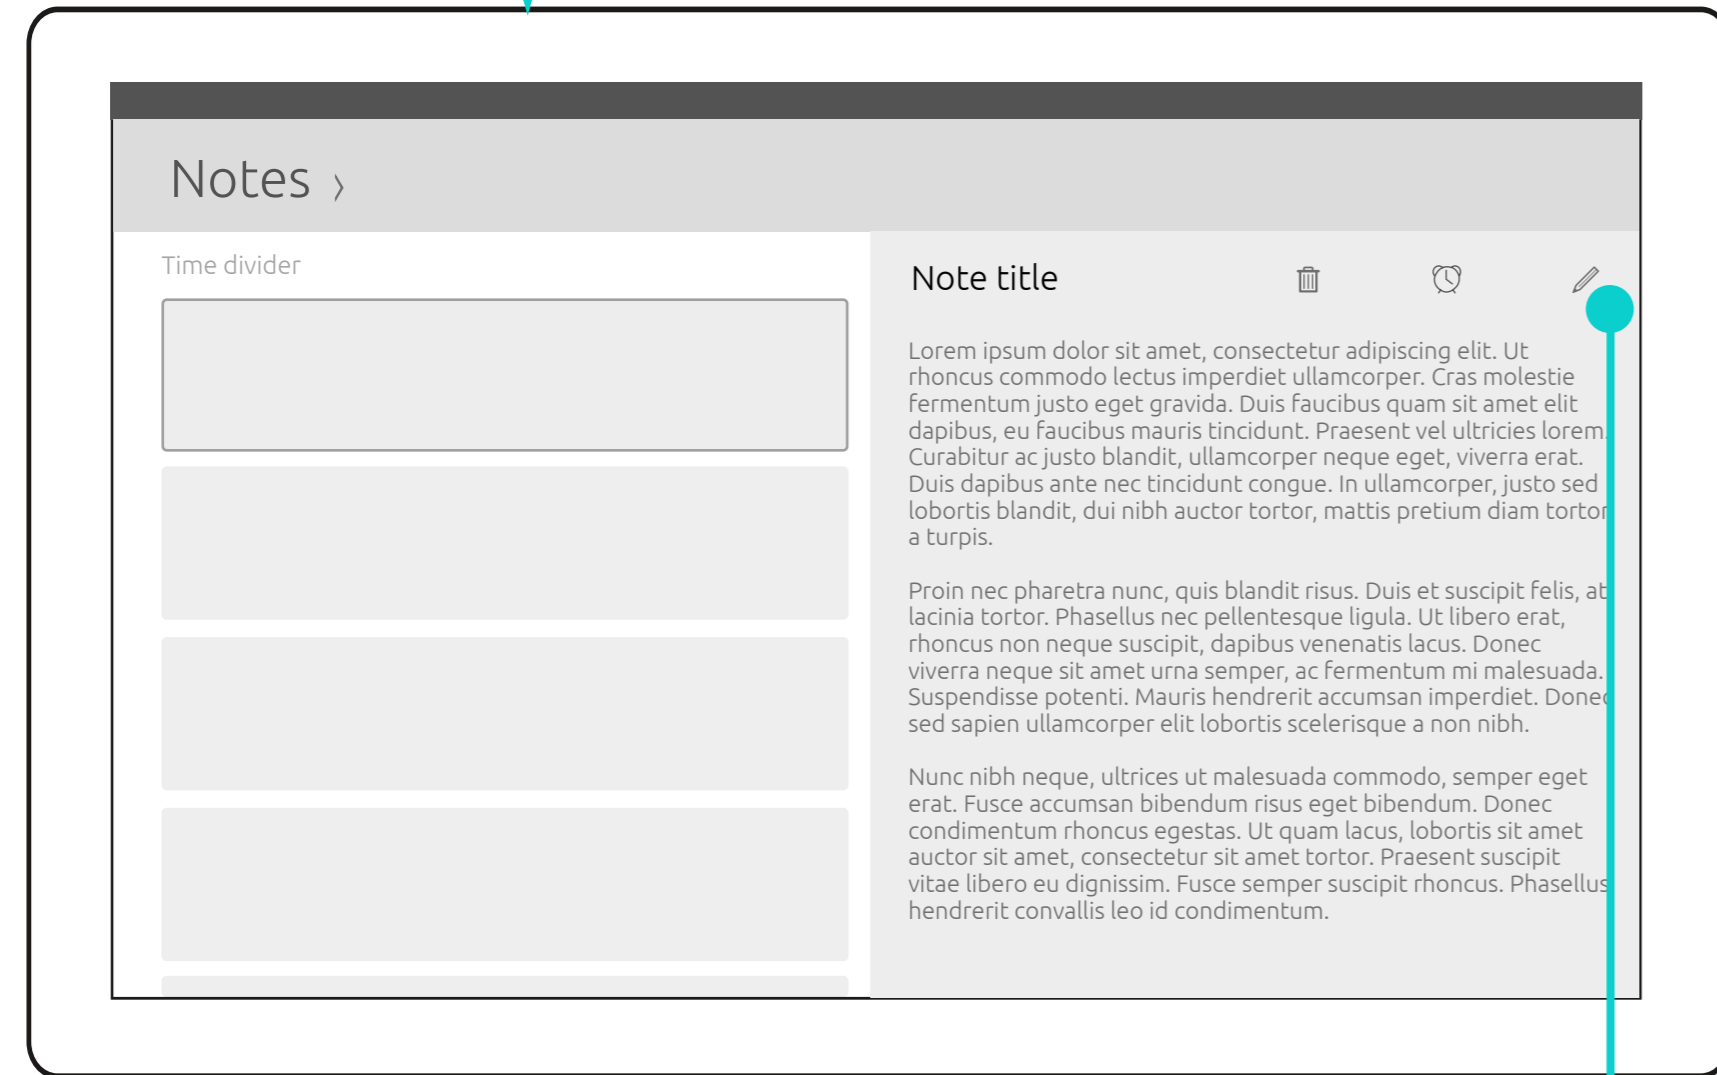 Notes
Time divider
Note title
Lorem ipsum dolor sit amet, consectetur adipiscing elit. Ut
rhoncus commodo lectus imperdiet ullamcorper. Cras molestie
fermentum justo eget gravida. Duis faucibus quam sit amet elit
dapibus, eu faucibus mauris tincidunt. Praesent vel ultricies lorem.
Curabitur ac justo blandit, ullamcorper neque eget, viverra erat.
Duis dapibus ante nec tincidunt congue. In ullamcorper, justo sed
lobortis blandit, dui nibh auctor tortor, mattis pretium diam tortor
a turpis.
Proin nec pharetra nunc, quis blandit risus. Duis et suscipit felis, at
lacinia tortor. Phasellus nec pellentesque ligula. Ut libero erat,
rhoncus non neque suscipit, dapibus venenatis lacus. Donec
viverra neque sit amet urna semper, ac fermentum mi malesuada.
Suspendisse potenti. Mauris hendrerit accumsan imperdiet. Donec
sed sapien ullamcorper elit lobortis scelerisque a non nibh.
Nunc nibh neque, ultrices ut malesuada commodo, semper eget
erat. Fusce accumsan bibendum risus eget bibendum. Donec
condimentum rhoncus egestas. Ut quam lacus, lobortis sit amet
auctor sit amet, consectetur sit amet tortor. Praesent suscipit
vitae libero eu dignissim. Fusce semper suscipit rhoncus. Phasellus
hendrerit convallis leo id condimentum.